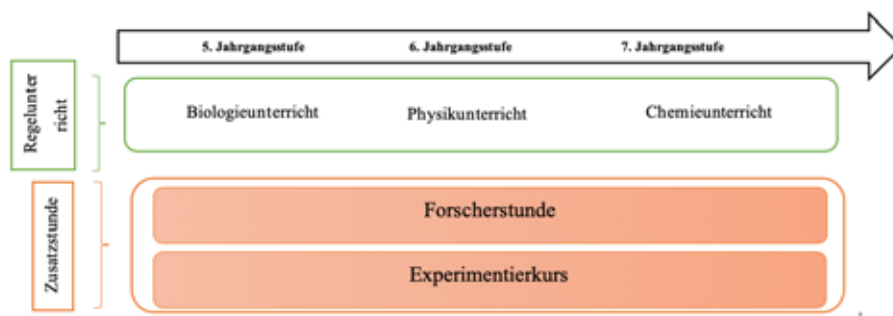 5. Jahrgangsstufe 6. Jahrgangsstufe 7. Jahrgangsstufe
Regelunter
richt
Biologieunterricht Physikunterricht Chemieunterricht
Zusatzstunde
Forscherstunde
Experimentierkurs